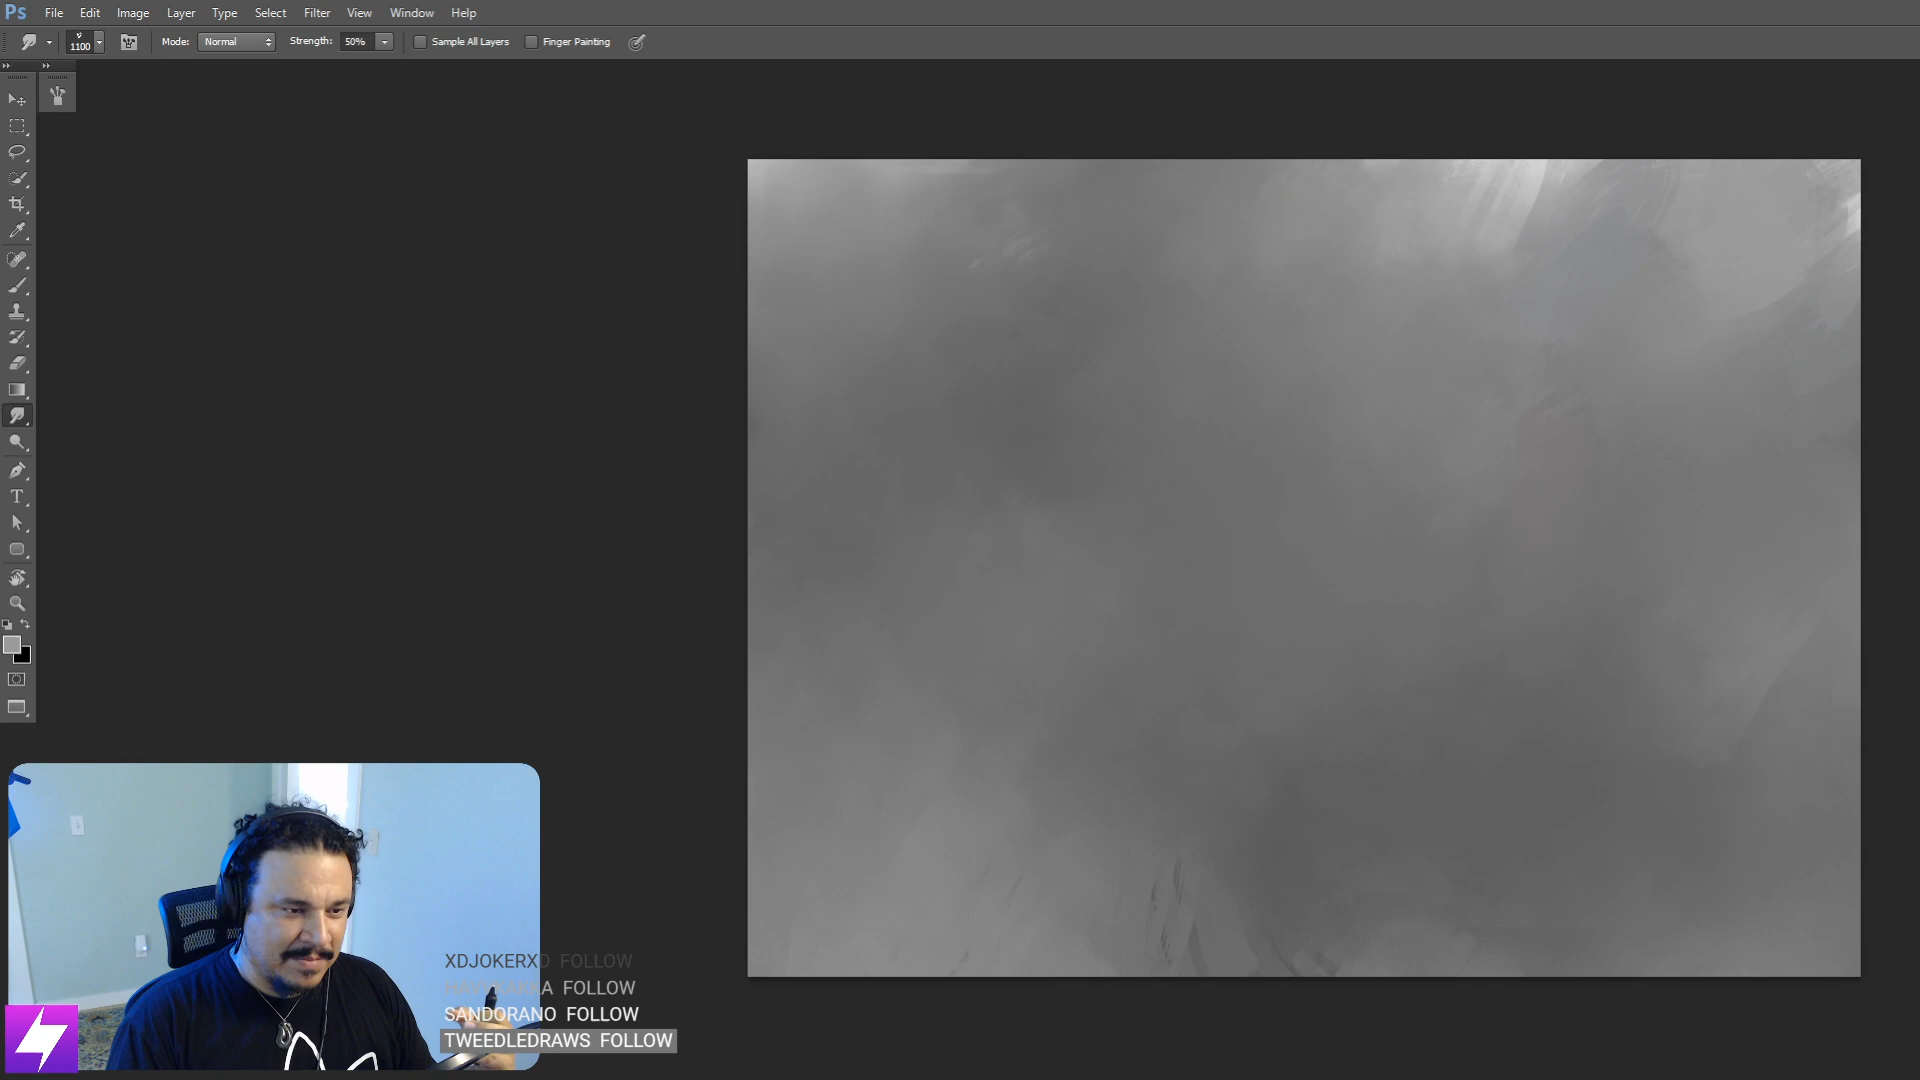 Ps File Edit Image Layer Type Select Filter View Window Help
1100 Mode: Normal Strength: 50% Sample All Layers Finger Painting
T
XDJOKERXD FOLLOW
FOLLOW
SANDORANO FOLLOW
TWEEDLEDRAWS FOLLOW